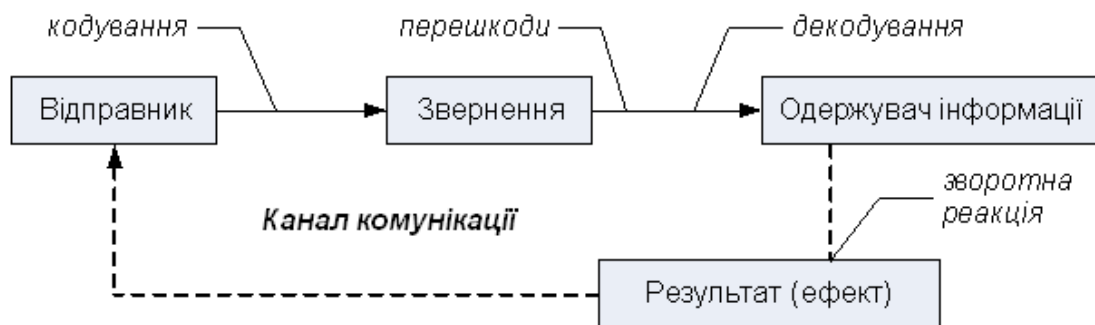 кодування
перешкоди
декодування
Відправник
Звернення
Одержувач інформації
зворотна
реакція
Канал комунікації
Результат (ефект)